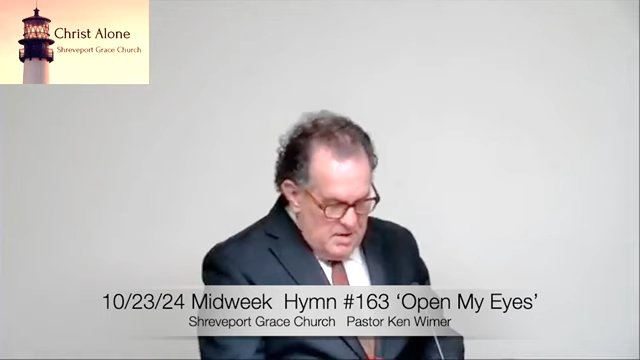 Christ Alone
Shreveport Grace Church
10/23/24 Midweek  Hymn #163 ‘Open My Eyes’
Shreveport Grace Church   Pastor Ken Wimer